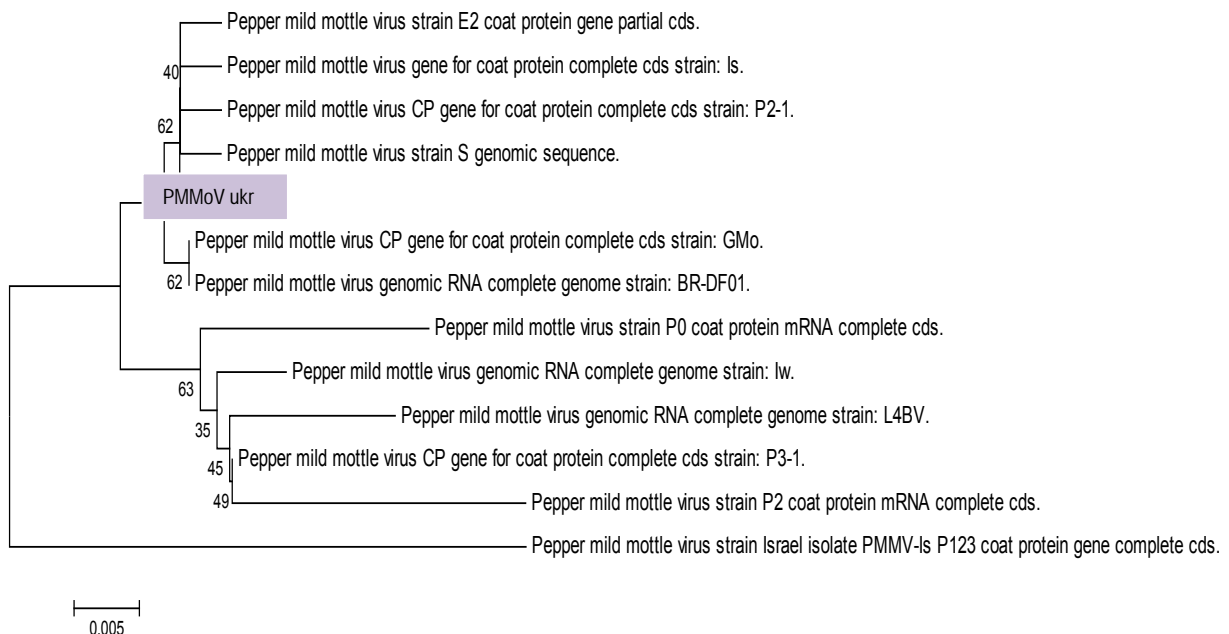 Pepper mild mottle virus strain E2 coat protein gene partial cds.
40
Pepper mild mottle virus gene for coat protein complete cds strain: Is.
Pepper mild mottle virus CP gene for coat protein complete cds strain: P2-1.
62
Pepper mild mottle virus strain S genomic sequence.
PMMoV ukr
Pepper mild mottle virus CP gene for coat protein complete cds strain: GMo.
62
Pepper mild mottle virus genomic RNA complete genome strain: BR-DF01.
Pepper mild mottle virus strain P0 coat protein mRNA complete cds.
Pepper mild mottle virus genomic RNA complete genome strain: Iw.
63
Pepper mild mottle virus genomic RNA complete genome strain: L4BV.
35
Pepper mild mottle virus CP gene for coat protein complete cds strain: P3-1.
45
49
Pepper mild mottle virus strain P2 coat protein mRNA complete cds.
Pepper mild mottle virus strain Israel isolate PMMV-Is P123 coat protein gene complete cds.
0.005